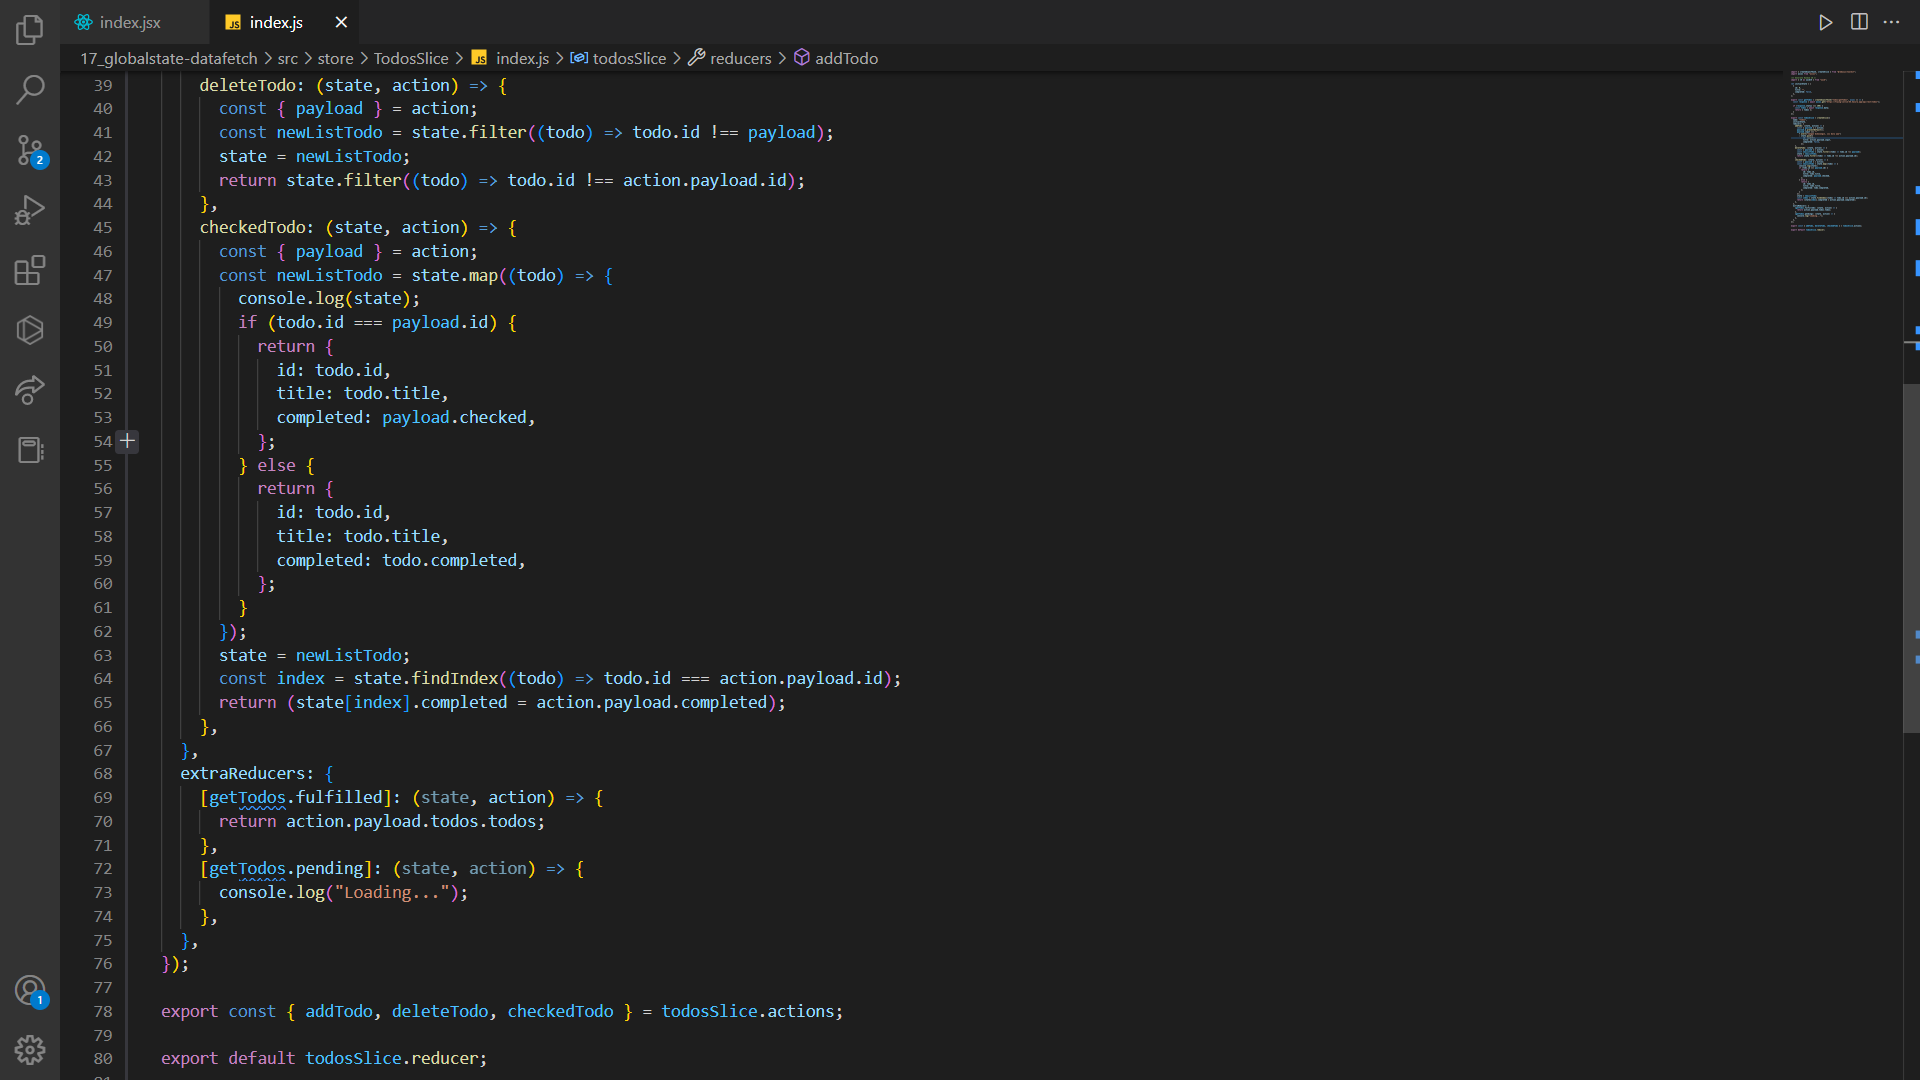 index.jsx
JS index.js
17_globalstate-datafetch > src > store > TodosSlice > JS index.js > todosSlice > reducers > addTodo
39 deleteTodo: (state, action) => {
40 const { payload } = action;
41 const newListTodo = state.filter((todo) => todo.id !== payload);
42 state = newListTodo;
43 return state.filter((todo) => todo.id !== action.payload.id);
44 },
45 checkedTodo: (state, action) => {
46 const { payload } = action;
47 const newListTodo = state.map((todo) => {
48 console.log(state);
49 if (todo.id === payload.id) {
50 return {
51 id: todo.id,
52 title: todo.title,
53 completed: payload.checked,
54 };
55 } else {
56 return {
57 id: todo.id,
58 title: todo.title,
59 completed: todo.completed,
60 };
61 }
62 });
63 state = newListTodo;
64 const index = state.findIndex((todo) => todo.id === action.payload.id);
65 return (state[index].completed = action.payload.completed);
66 },
67 },
68 extraReducers: {
69 [getTodos.fulfilled]: (state, action) => {
70 return action.payload.todos.todos;
71 },
72 [getTodos.pending]: (state, action) => {
73 console.log("Loading...");
74 },
75 },
76 });
77
78 export const { addTodo, deleteTodo, checkedTodo } = todosSlice.actions;
79
80 export default todosSlice.reducer;
2
1